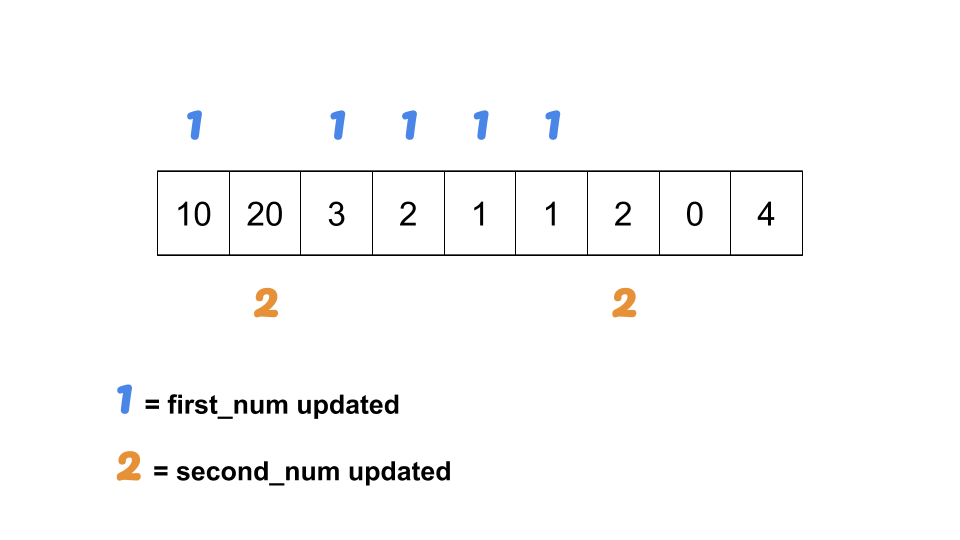 1 1 1 1 1
10 20 3 2 1 1 2 0 4
2 2
1 = first_num updated
2 = second_num updated